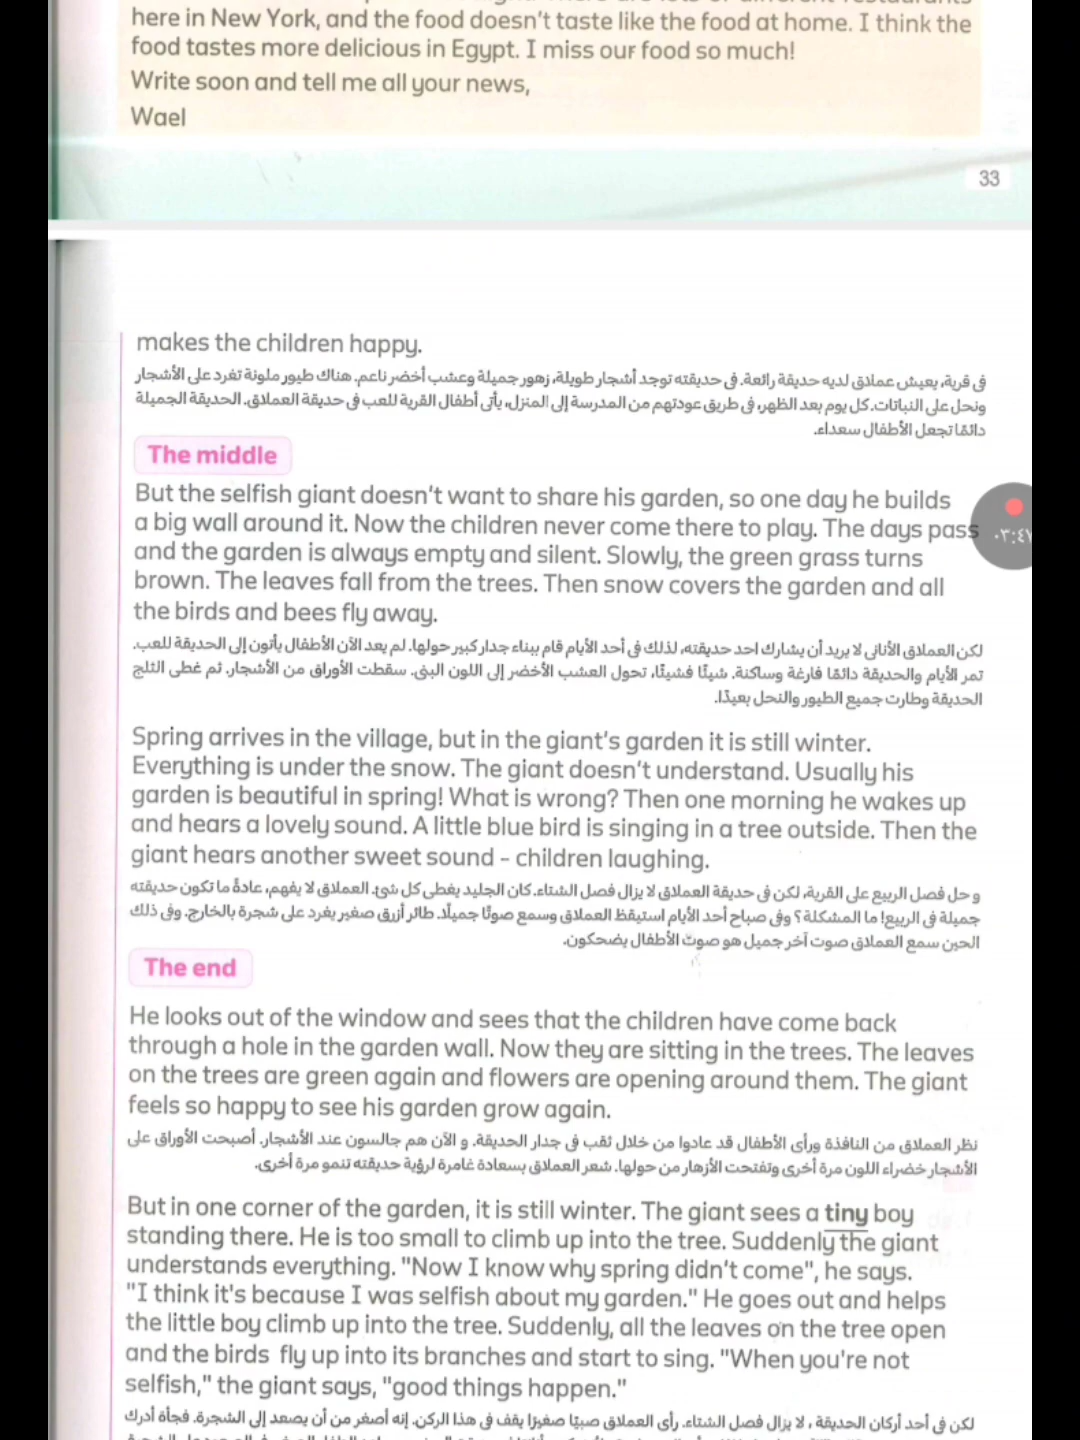 here in New York, and the food doesn't taste like the food at home. I think the
food tastes more delicious in Egypt. I miss our food so much!
Write soon and tell me all your news,
Wael
33
makes the children happy.
في قرية، يعيش عملاق لديه حديقة رائعة. في حديقته توجد أشجار طويلة، زهور جميلة وعشب أخضر ناعم. هناك طيور ملونة تغرد على الأشجار
ونحل على النباتات. كل يوم بعد الظهر، في طريق عودتهم من المدرسة إلى المنزل، يأتي أطفال القرية للعب في حديقة العملاق. الحديقة الجميلة
دائمًا تجعل الأطفال سعداء.
The middle
But the selfish giant doesn't want to share his garden, so one day he builds
a big wall around it. Now the children never come there to play. The days pass
and the garden is always empty and silent. Slowly, the green grass turns
brown. The leaves fall from the trees. Then snow covers the garden and all
the birds and bees fly away.
٠٣:٤٧
لكن العملاق الأناني لا يريد أن يشارك احد حديقته، لذلك في أحد الأيام قام ببناء جدار كبير حولها. لم يعد الآن الأطفال يأتون إلى الحديقة للعب.
تمر الأيام والحديقة دائمًا فارغة وساكنة. شيئًا فشيئًا، تحول العشب الأخضر إلى اللون البني. سقطت الأوراق من الأشجار. ثم غطى الثلج
الحديقة وطارت جميع الطيور والنحل بعيدًا.
Spring arrives in the village, but in the giant's garden it is still winter.
Everything is under the snow. The giant doesn't understand. Usually his
garden is beautiful in spring! What is wrong? Then one morning he wakes up
and hears a lovely sound. A little blue bird is singing in a tree outside. Then the
giant hears another sweet sound – children laughing.
و حل فصل الربيع على القرية، لكن في حديقة العملاق لا يزال فصل الشتاء. كان الجليد يغطى كل شئ. العملاق لا يفهم، عادةً ما تكون حديقته
جميلة في الربيع! ما المشكلة؟ وفي صباح أحد الأيام استيقظ العملاق وسمع صوتًا جميلًا. طائر أزرق صغير يغرد على شجرة بالخارج. وفي ذلك
الحين سمع العملاق صوت آخر جميل هو صوت الأطفال يضحكون.
The end
He looks out of the window and sees that the children have come back
through a hole in the garden wall. Now they are sitting in the trees. The leaves
on the trees are green again and flowers are opening around them. The giant
feels so happy to see his garden grow again.
نظر العملاق من النافذة ورأى الأطفال قد عادوا من خلال ثقب في جدار الحديقة. و الآن هم جالسون عند الأشجار. أصبحت الأوراق على
الأشجار خضراء اللون مرة أخرى وتفتحت الأزهار من حولها. شعر العملاق بسعادة غامرة لرؤية حديقته تنمو مرة أخرى.
But in one corner of the garden, it is still winter. The giant sees a tiny boy
standing there. He is too small to climb up into the tree. Suddenly the giant
understands everything. "Now I know why spring didn't come", he says.
"I think it's because I was selfish about my garden." He goes out and helps
the little boy climb up into the tree. Suddenly, all the leaves on the tree open
and the birds fly up into its branches and start to sing. "When you're not
selfish," the giant says, "good things happen."
لكن في أحد أركان الحديقة ، لا يزال فصل الشتاء. رأى العملاق صبيًا صغيرًا يقف في هذا الركن. إنه أصغر من أن يصعد إلى الشجرة. فجأة أدرك